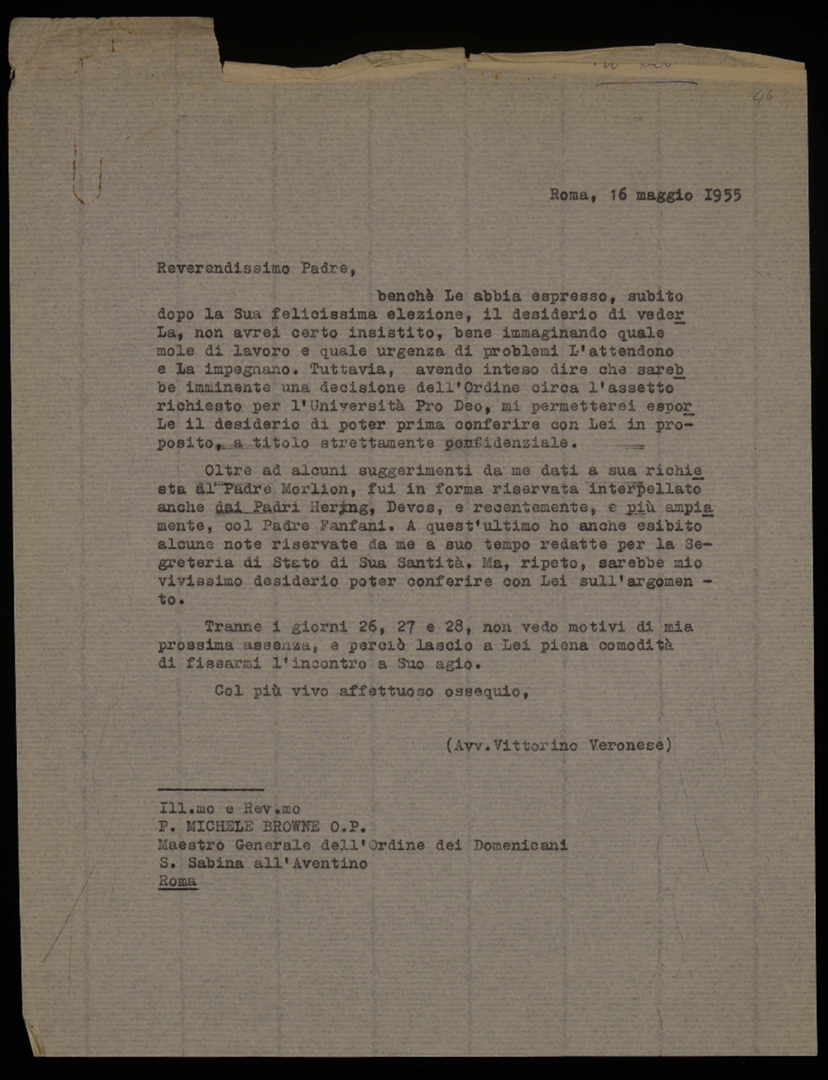 46
Roma, 16 maggio I955
Reverendissimo Padre,
benchè Le abbia espresso, subito
dopo la Sua felicissima elezione, il desiderio di veder
La, non avrei certo insistito, bene immaginando quale
mole di lavoro e quale urgenza di problemi L'attendono
e La impegnano. Tuttavia, avendo inteso dire che sareb
be imminente una decisione dell'Ordine circa l'assetto
richiesto per l'Università Pro Deo, mi permetterei espor
Le il desiderio di poter prima conferire con Lei in pro-
posito, a titolo strettamente confidenziale.
Oltre ad alcuni suggerimenti da me dati a sua richie
sta al Padre Morlion, fui in forma riservata interpellato
anche dai Padri Hering, Devos, e recentemente, e più ampia
mente, col Padre Fanfani. A quest'ultimo ho anche esibito
alcune note riservate da me a suo tempo redatte per la Se-
greteria di Stato di Sua Santità. Ma, ripeto, sarebbe mio
vivissimo desiderio poter conferire con Lei sull'argomen -
to.
Tranne i giorni 26, 27 e 28, non vedo motivi di mia
prossima assenza, e perciò lascio a Lei piena comodità
di fissarmi l'incontro a Suo agio.
Col più vivo affettuoso ossequio,
(Avv.Vittorino Veronese)
Ill.mo e Rev.mo
P. MICHELE BROWNE O.P.
Maestro Generale dell'Ordine dei Domenicani
S. Sabina all'Aventino
Roma